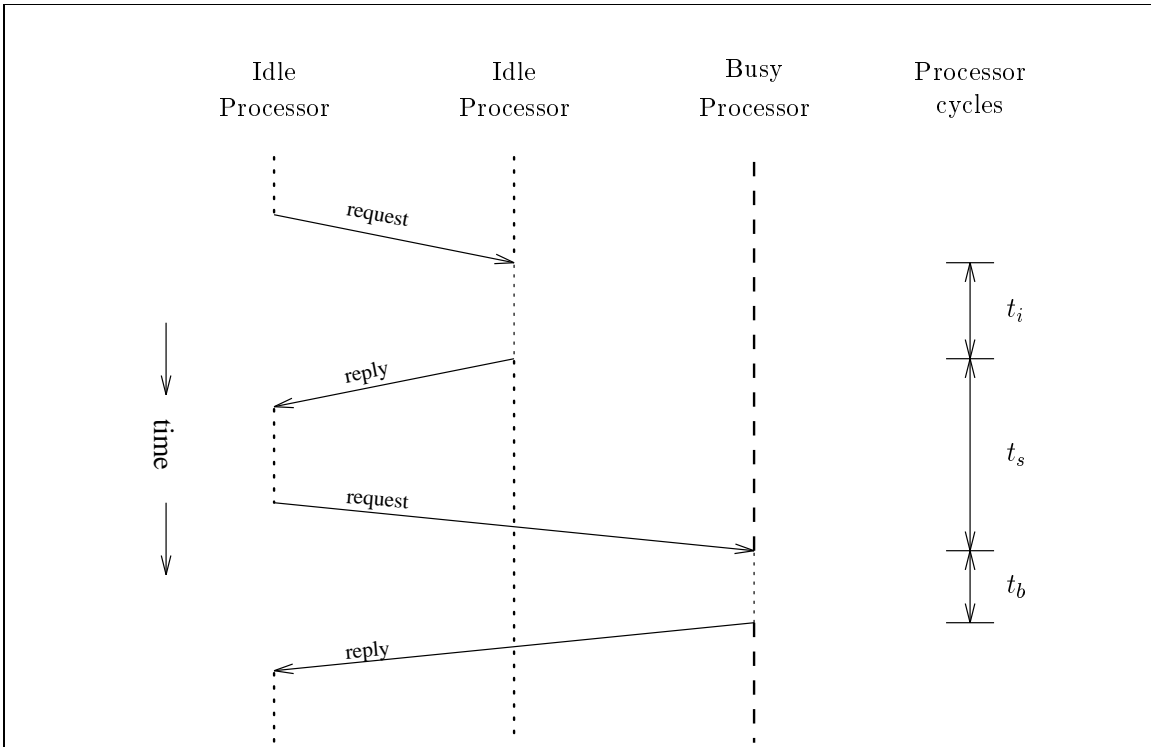 Idle
Processor
Idle
Processor
Busy
Processor
Processor
cycles
request
t_i
reply
time
t_s
request
t_b
reply